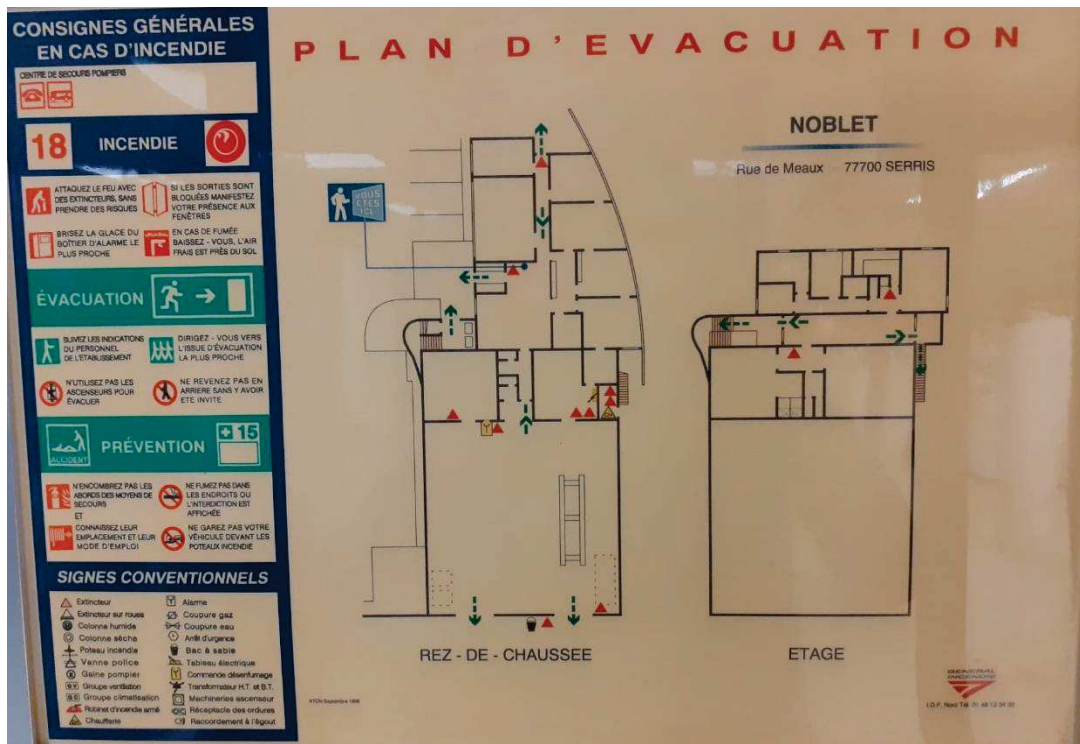 CONSIGNES GÉNÉRALES
EN CAS D'INCENDIE
CENTRE DE SECOURS POMPIERS
18 INCENDIE
ATTAQUEZ LE FEU AVEC
DES EXTINCTEURS, SANS
PRENDRE DES RISQUES
SI LES SORTIES SONT
BLOQUÉES MANIFESTEZ
VOTRE PRÉSENCE AUX
FENÊTRES
BRISEZ LA GLACE DU
BOÎTIER D'ALARME LE
PLUS PROCHE
EN CAS DE FUMÉE
BAISSEZ - VOUS, L'AIR
FRAIS EST PRÈS DU SOL
ÉVACUATION
SUIVEZ LES INDICATIONS
DU PERSONNEL
DE L'ETABLISSEMENT
DIRIGEZ - VOUS VERS
L'ISSUE D'ÉVACUATION
LA PLUS PROCHE
N'UTILISEZ PAS LES
ASCENSEURS POUR
ÉVACUER
NE REVENEZ PAS EN
ARRIERE SANS Y AVOIR
ETE INVITE
ACCIDENT
PRÉVENTION
+ 15
N'ENCOMBREZ PAS LES
ABORDS DES MOYENS DE
SECOURS
ET
CONNAISSEZ LEUR
EMPLACEMENT ET LEUR
MODE D'EMPLOI
NE FUMEZ PAS DANS
LES ENDROITS OU
L'INTERDICTION EST
AFFICHÉE
NE GAREZ PAS VOTRE
VÉHICULE DEVANT LES
POTEAUX INCENDIE
SIGNES CONVENTIONNELS
Extincteur
Extincteur sur roues
Colonne humide
Colonne sèche
Poteau incendie
Vanne police
Gaine pompier
GV Groupe ventilation
GC Groupe climatisation
Robinet d'incendie armé
Chaufferie
Alarme
Coupure gaz
Coupure eau
Arrêt d'urgence
Bac à sable
Tableau électrique
Commande désenfumage
Transformateur H.T. et B.T.
Machineries ascenseur
Réceptacle des ordures
Raccordement à l'égout
PLAN D'EVACUATION
NOBLET
Rue de Meaux 77700 SERRIS
VOUS
ETES
ICI
REZ - DE - CHAUSSEE
ETAGE
GENERAL
INCENDIE